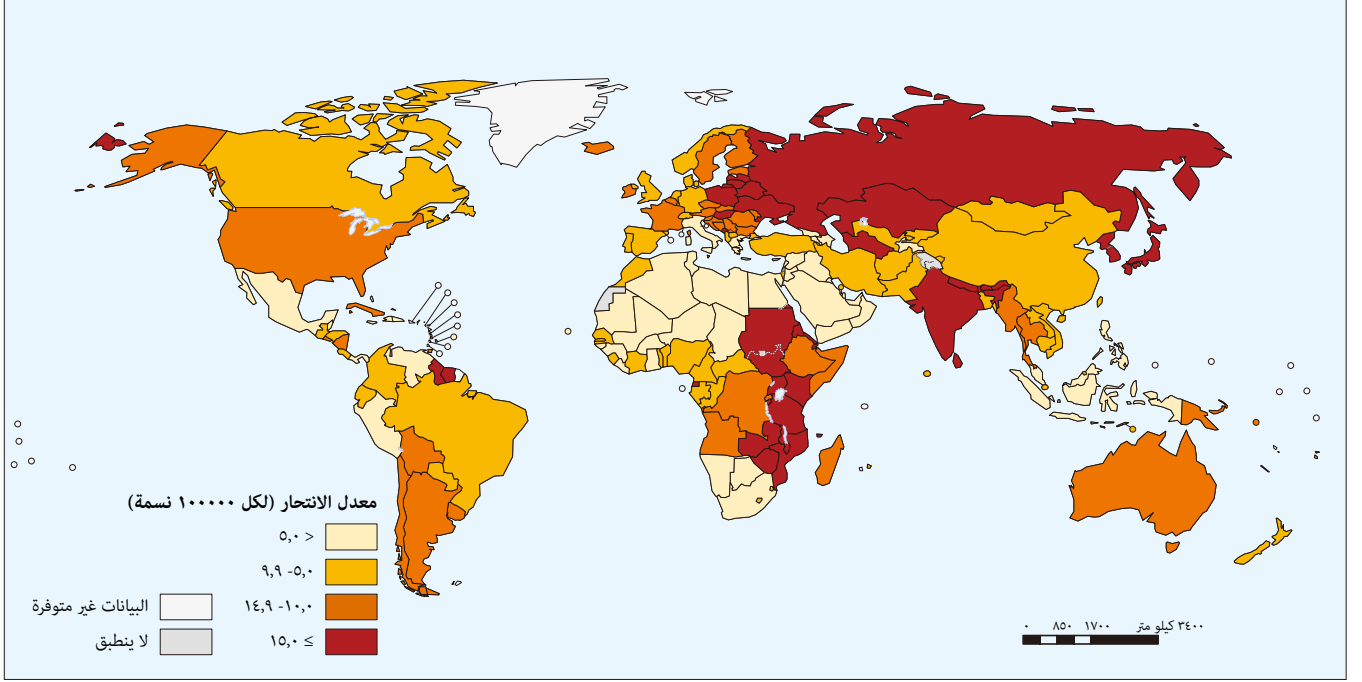 معدل الانتحار (لكل ١٠٠٠٠٠ نسمة)
< ٥,٠
٥,٠- ٩,٩
١٠,٠- ١٤,٩
≥ ١٥,٠
البيانات غير متوفرة
لا ينطبق
٠ ٨٥٠ ١٧٠٠ ٣٤٠٠ كيلو متر